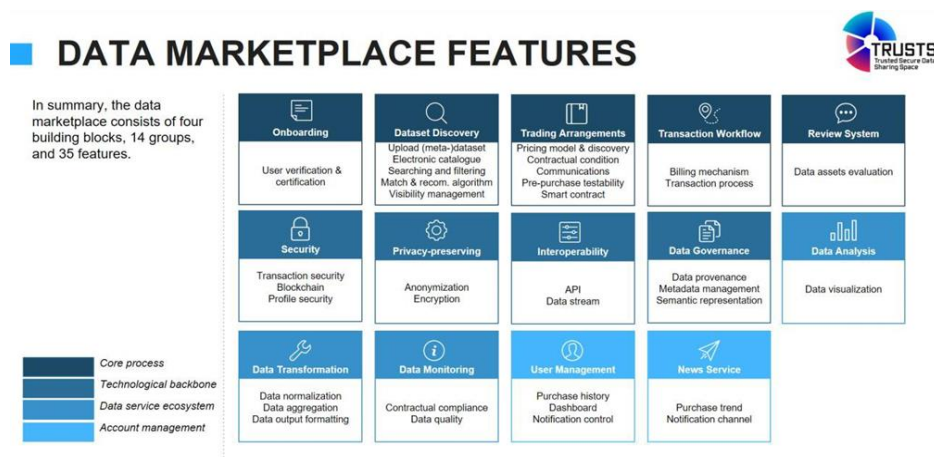 DATA MARKETPLACE FEATURES
TRUSTS
Trusted Secure Data
Sharing Space
In summary, the data
marketplace consists of four
building blocks, 14 groups,
and 35 features.
Onboarding
User verification &
certification
Dataset Discovery
Upload (meta-)dataset
Electronic catalogue
Searching and filtering
Match & recom. algorithm
Visibility management
Trading Arrangements
Pricing model & discovery
Contractual condition
Communications
Pre-purchase testability
Smart contract
Transaction Workflow
Billing mechanism
Transaction process
Review System
Data assets evaluation
Security
Transaction security
Blockchain
Profile security
Privacy-preserving
Anonymization
Encryption
Interoperability
API
Data stream
Data Governance
Data provenance
Metadata management
Semantic representation
Data Analysis
Data visualization
Data Transformation
Data normalization
Data aggregation
Data output formatting
Data Monitoring
Contractual compliance
Data quality
User Management
Purchase history
Dashboard
Notification control
News Service
Purchase trend
Notification channel
Core process
Technological backbone
Data service ecosystem
Account management